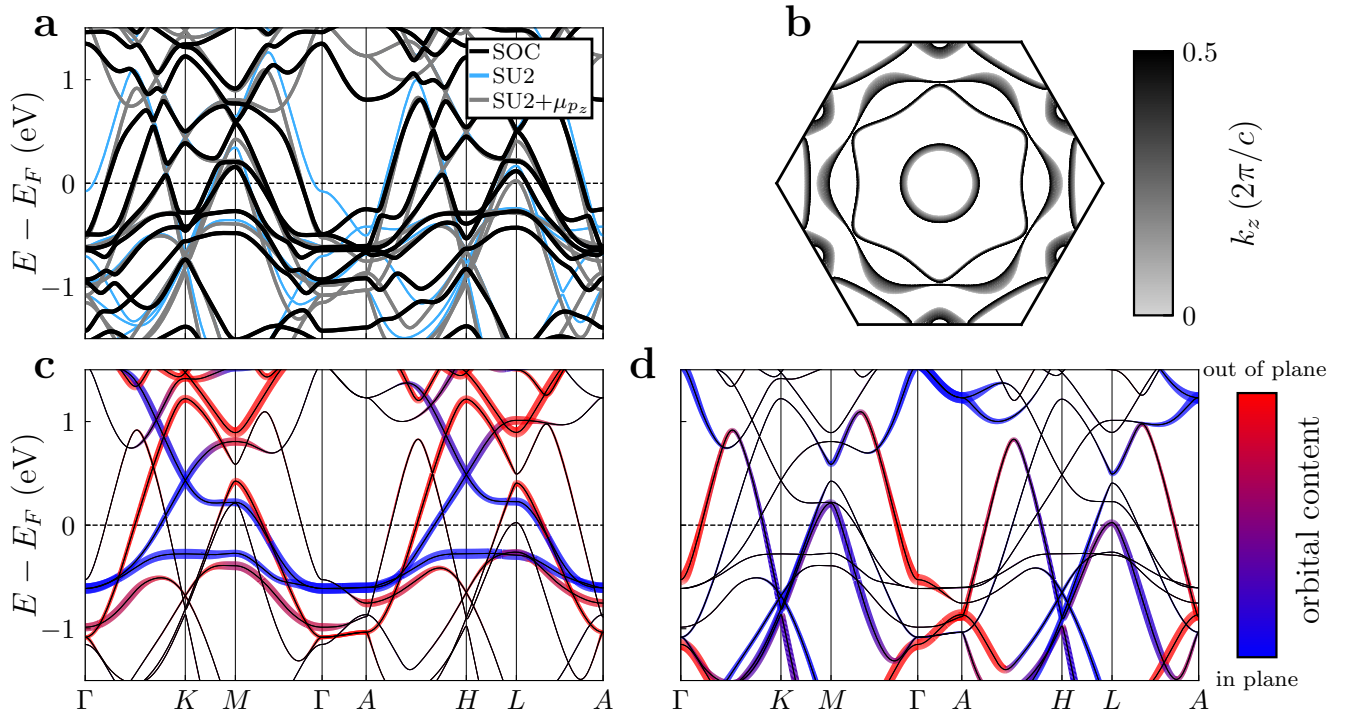 a
E − E_F (eV)
1
0
−1
SOC
SU2
SU2+μ_{p_z}
b
0.5
0
k_z (2π/c)
c
E − E_F (eV)
1
0
−1
Γ K M Γ A H L A
d
Γ K M Γ A H L A
out of plane
orbital content
in plane